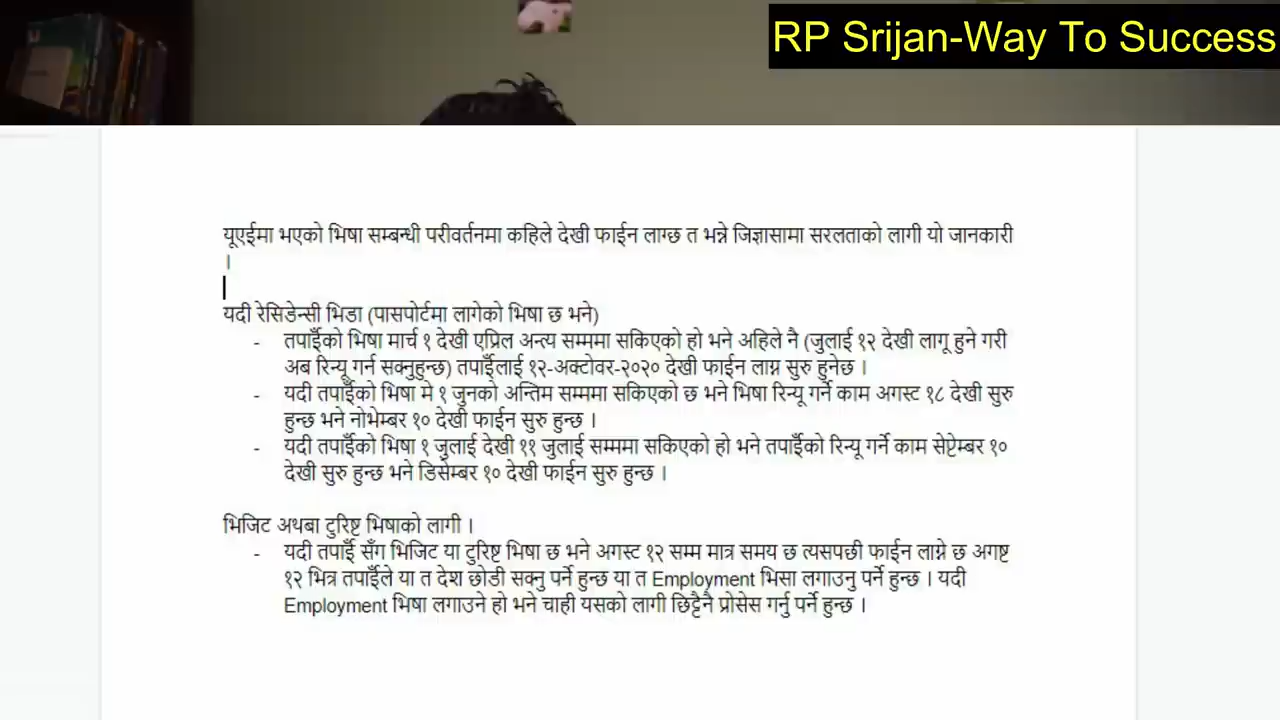 RP Srijan-Way To Success
यूएईमा भएको भिषा सम्बन्धी परीवर्तनमा कहिले देखी फाईन लाग्छ त भन्ने जिज्ञासामा सरलताको लागी यो जानकारी
।
यदी रेसिडेन्सी भिडा (पासपोर्टमा लागेको भिषा छ भने)
- तपाईँको भिषा मार्च १ देखी एप्रिल अन्त्य सम्ममा सकिएको हो भने अहिले नै (जुलाई १२ देखी लागू हुने गरी
अब रिन्यू गर्न सक्नुहुन्छ) तपाईँलाई १२-अक्टोवर-२०२० देखी फाईन लाग्न सुरु हुनेछ ।
- यदी तपाईँको भिषा मे १ जुनको अन्तिम सम्ममा सकिएको छ भने भिषा रिन्यू गर्ने काम अगस्ट १८ देखी सुरु
हुन्छ भने नोभेम्बर १० देखी फाईन सुरु हुन्छ ।
- यदी तपाईँको भिषा १ जुलाई देखी ११ जुलाई सम्ममा सकिएको हो भने तपाईँको रिन्यू गर्ने काम सेप्टेम्बर १०
देखी सुरु हुन्छ भने डिसेम्बर १० देखी फाईन सुरु हुन्छ ।
भिजिट अथबा टुरिष्ट भिषाको लागी ।
- यदी तपाईँ सँग भिजिट या टुरिष्ट भिषा छ भने अगस्ट १२ सम्म मात्र समय छ त्यसपछी फाईन लाग्ने छ अगष्ट
१२ भित्र तपाईँले या त देश छोडी सक्नु पर्ने हुन्छ या त Employment भिसा लगाउनु पर्ने हुन्छ । यदी
Employment भिषा लगाउने हो भने चाही यसको लागी छिट्टैनै प्रोसेस गर्नु पर्ने हुन्छ ।